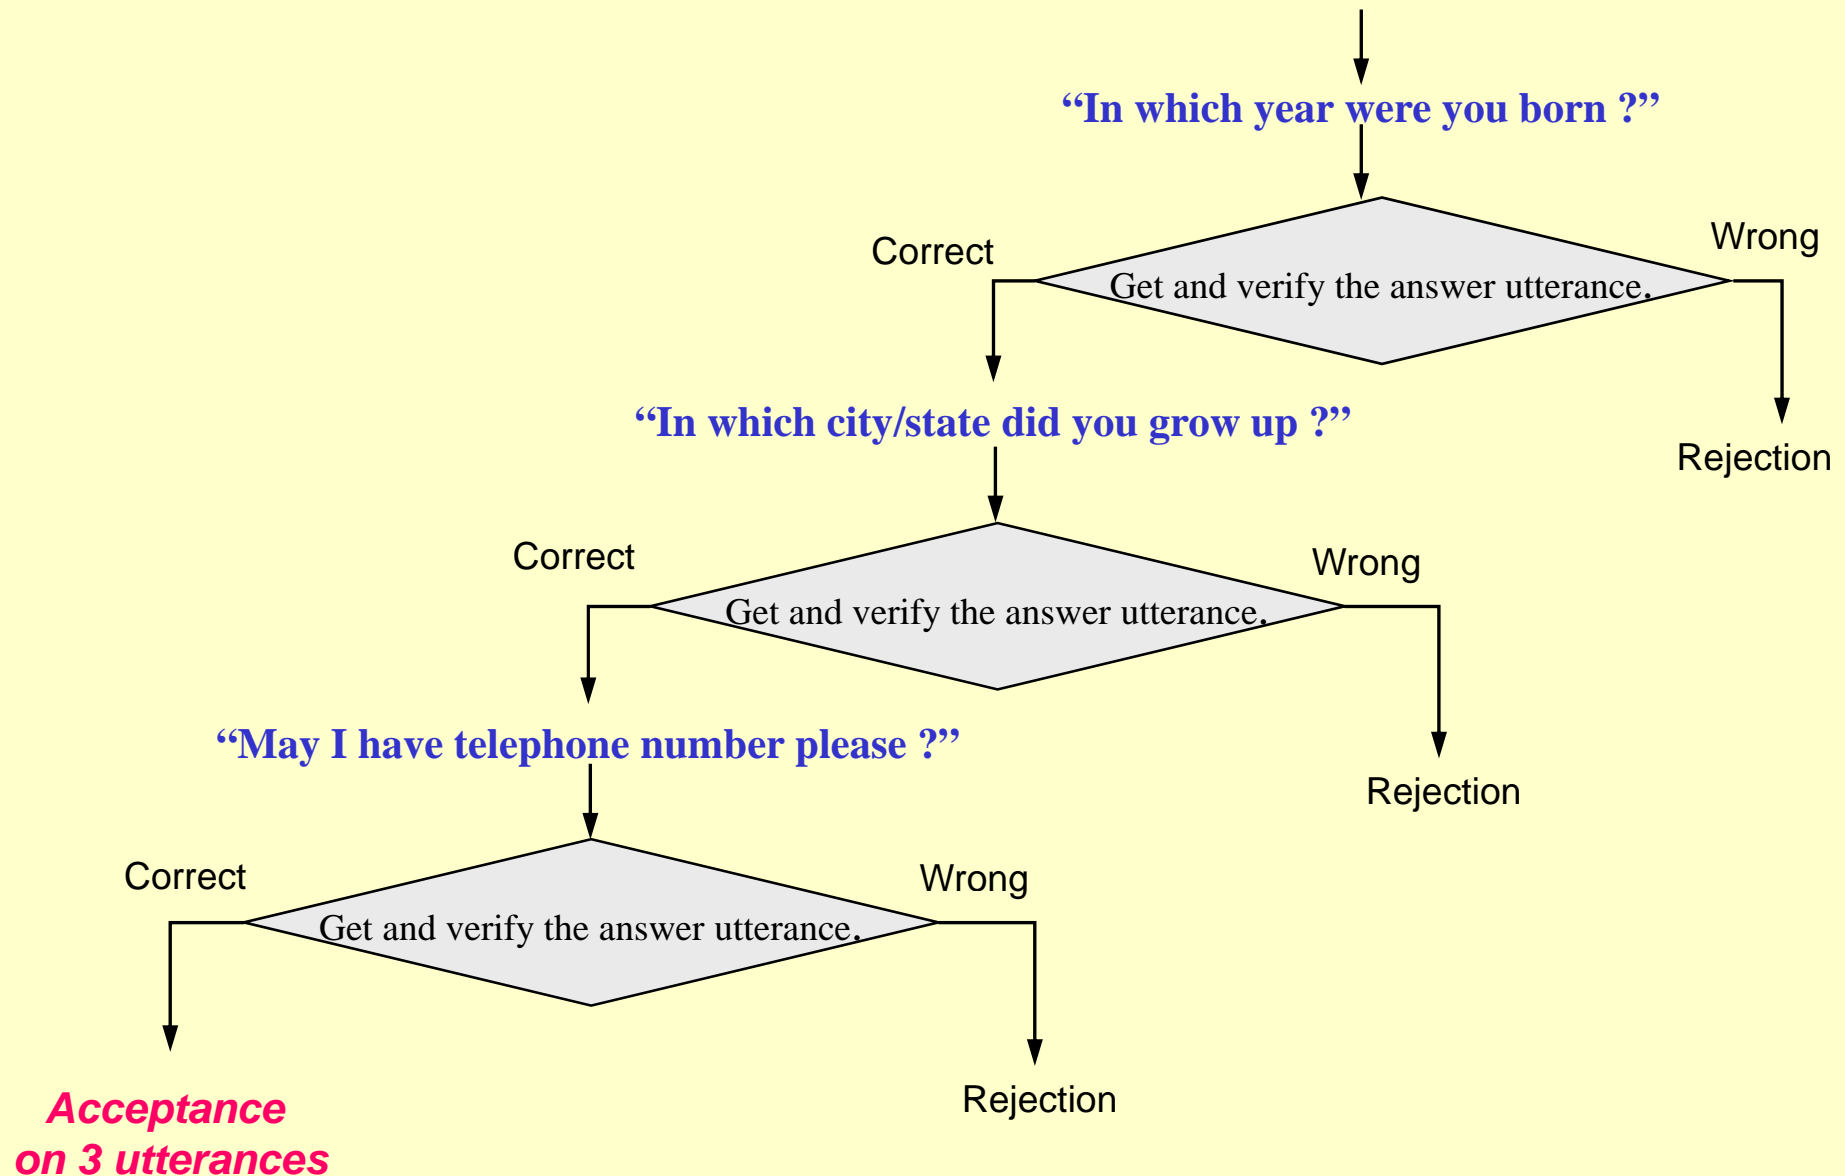 “In which year were you born ?”
Correct
Wrong
Get and verify the answer utterance.
“In which city/state did you grow up ?”
Rejection
Correct
Wrong
Get and verify the answer utterance.
“May I have telephone number please ?”
Rejection
Correct
Wrong
Get and verify the answer utterance.
Rejection
Acceptance
on 3 utterances